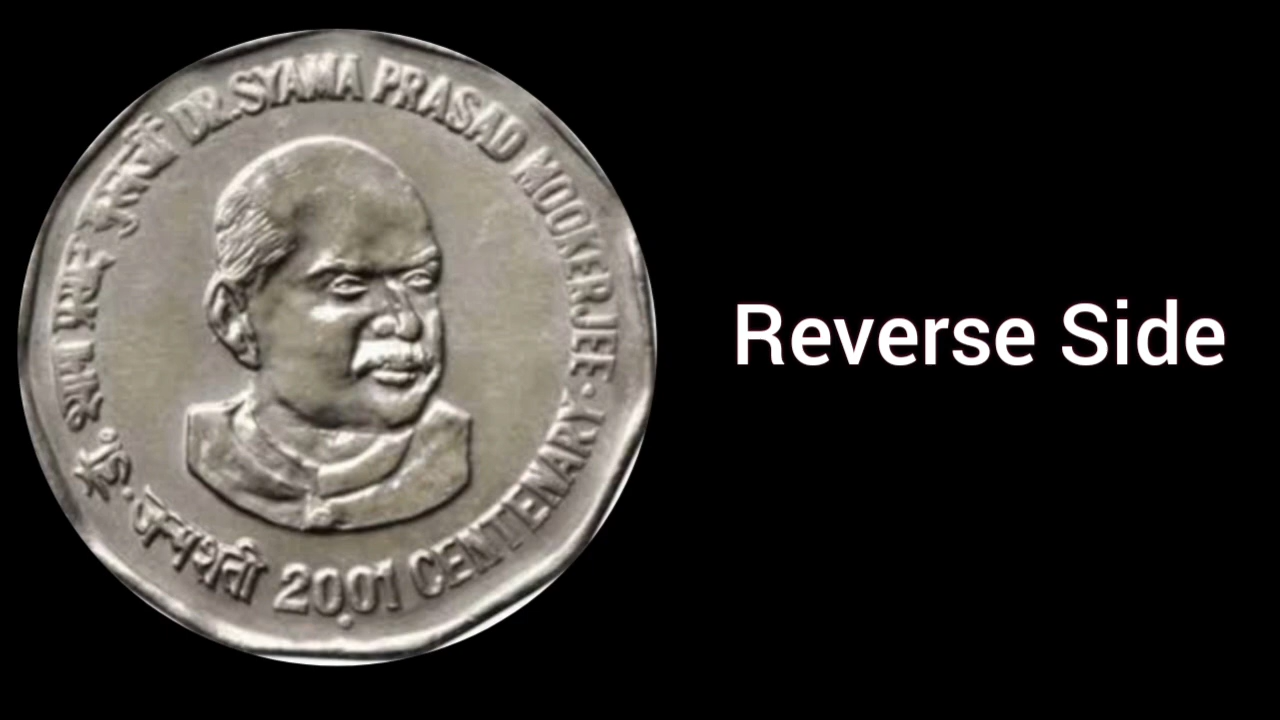 डॉ. श्यामा प्रसाद मुखर्जी DR. SYAMA PRASAD MOOKERJEE
जन्मशती 2001 CENTENARY
Reverse Side